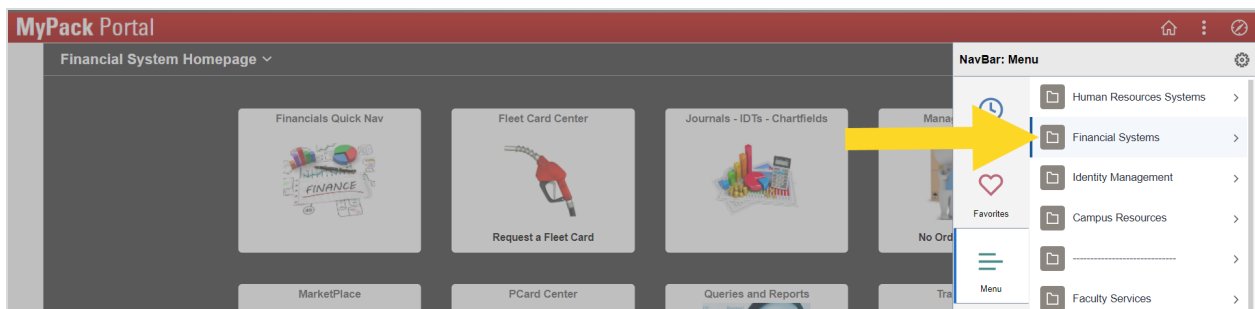 MyPack Portal
Financial System Homepage
NavBar: Menu
Financials Quick Nav
FINANCE
Fleet Card Center
Request a Fleet Card
Journals - IDTs - Chartfields
No
MarketPlace
PCard Center
Queries and Reports
Favorites
Menu
Human Resources Systems
Financial Systems
Identity Management
Campus Resources
-----------------------------
Faculty Services